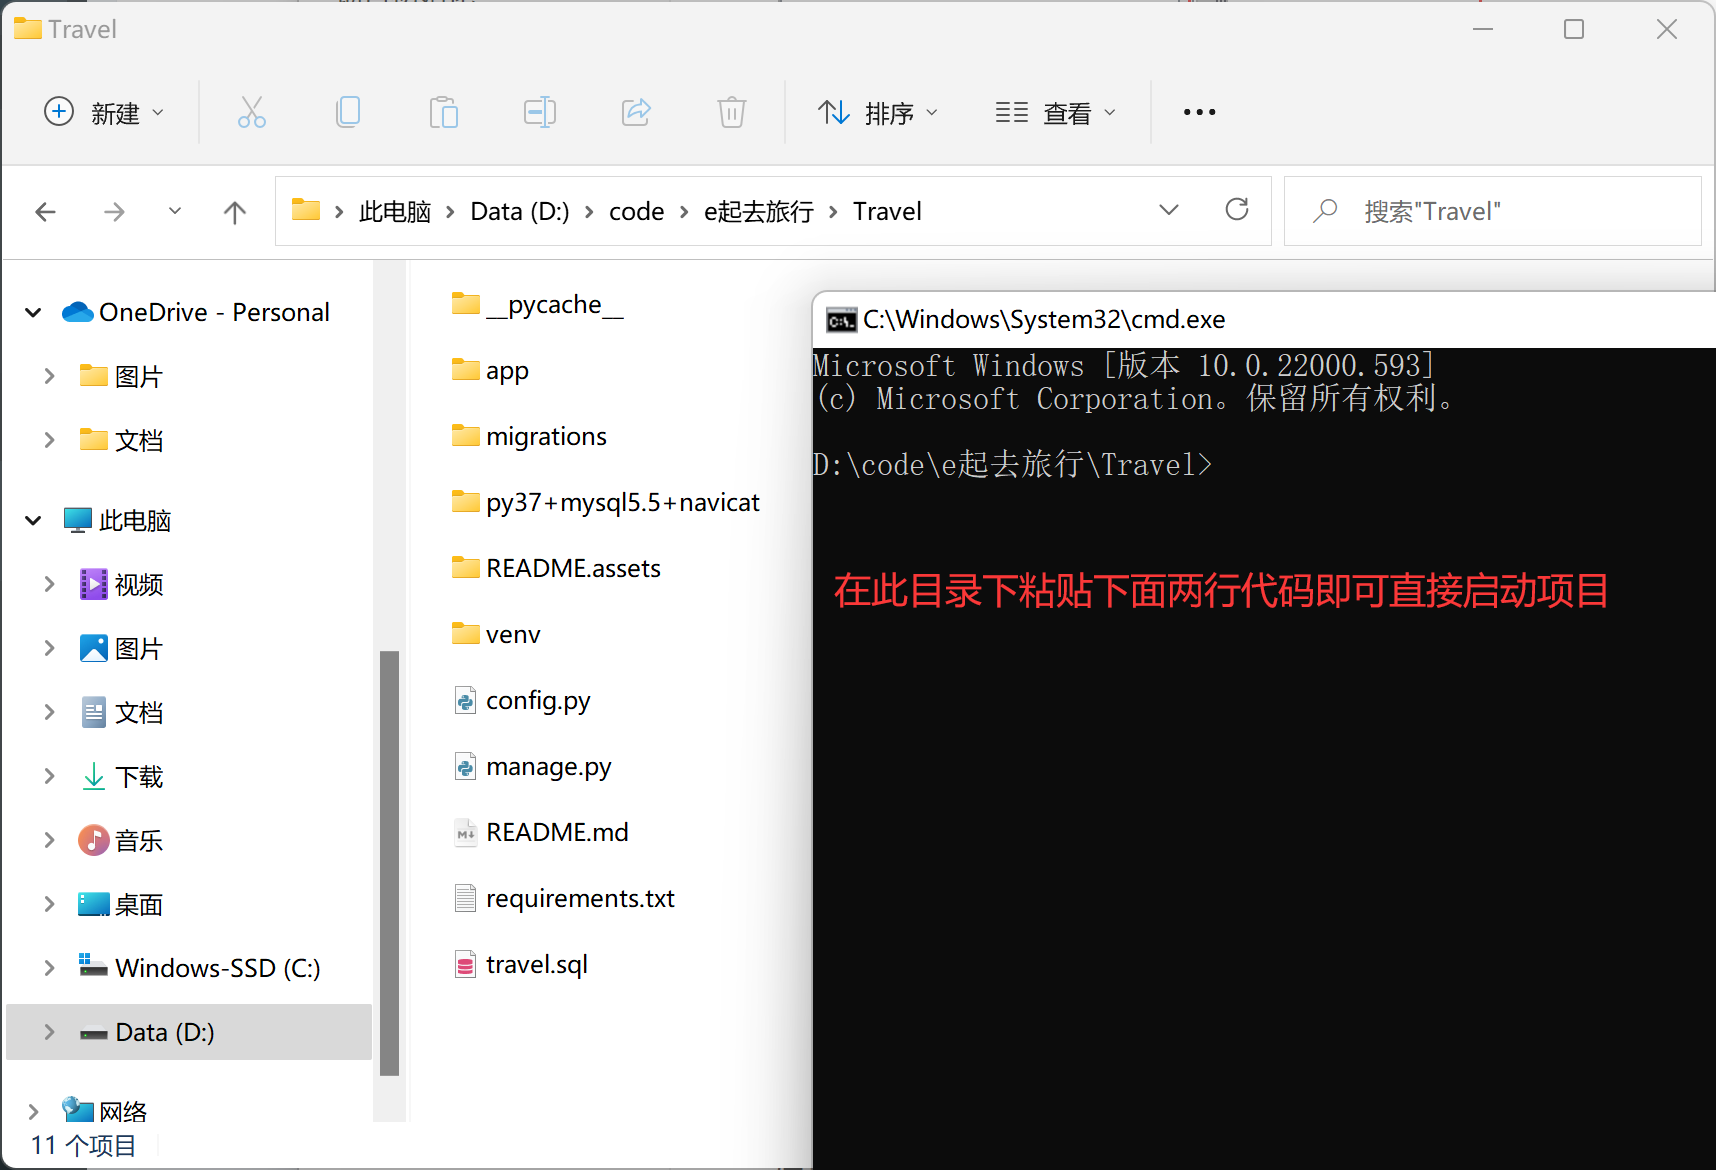 Travel
新建
排序
查看
此电脑 > Data (D:) > code > e起去旅行 > Travel
搜索"Travel"
OneDrive - Personal
图片
文档
此电脑
视频
图片
文档
下载
音乐
桌面
Windows-SSD (C:)
Data (D:)
网络
11 个项目
__pycache__
app
migrations
py37+mysql5.5+navicat
README.assets
venv
config.py
manage.py
README.md
requirements.txt
travel.sql
C:\Windows\System32\cmd.exe
Microsoft Windows [版本 10.0.22000.593]
(c) Microsoft Corporation。保留所有权利。
D:\code\e起去旅行\Travel>
在此目录下粘贴下面两行代码即可直接启动项目